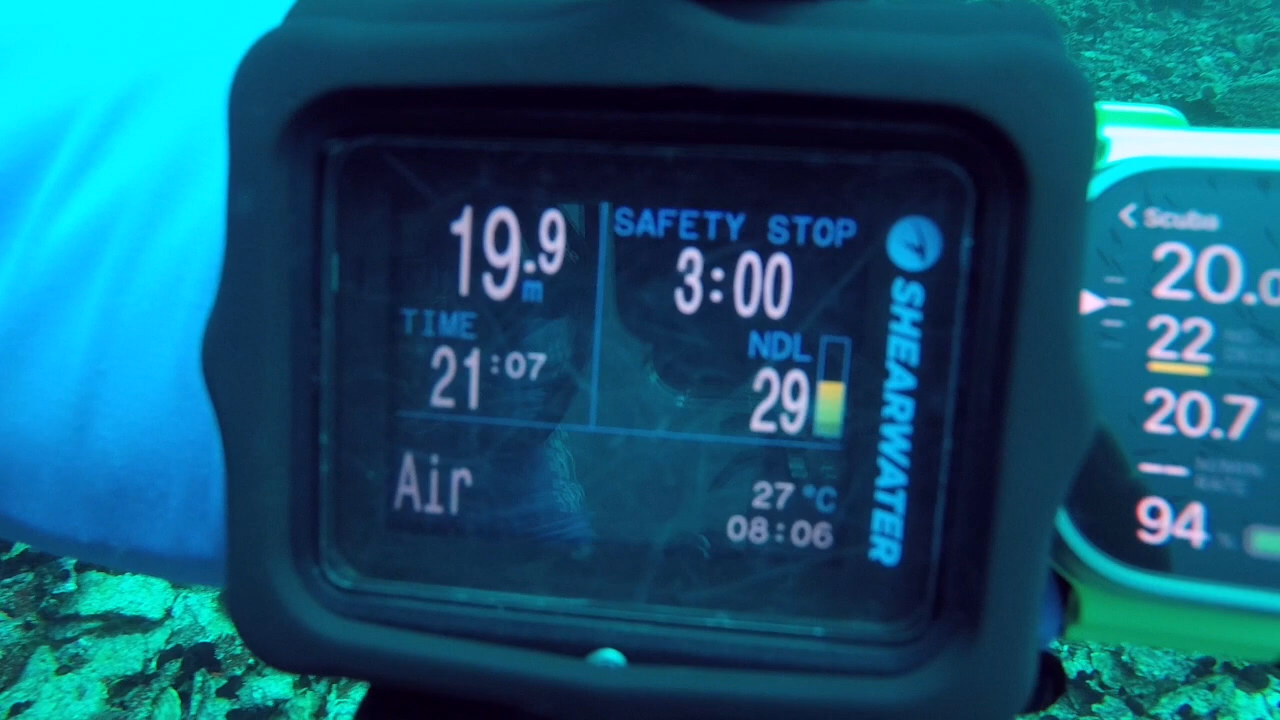 19.9
m
SAFETY STOP
3:00
TIME
21:07
NDL
29
Air
27 °C
08:06
SHEARWATER
< Scuba
20.0
22
20.7
94